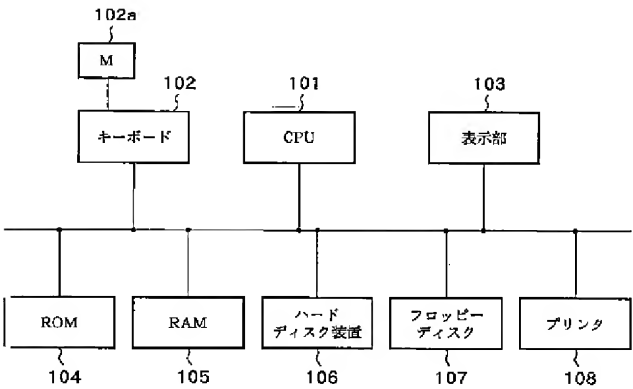 102a
M
102
101
103
キーボード
CPU
表示部
ROM
RAM
ハード
ディスク装置
フロッピー
ディスク
プリンタ
104
105
106
107
108